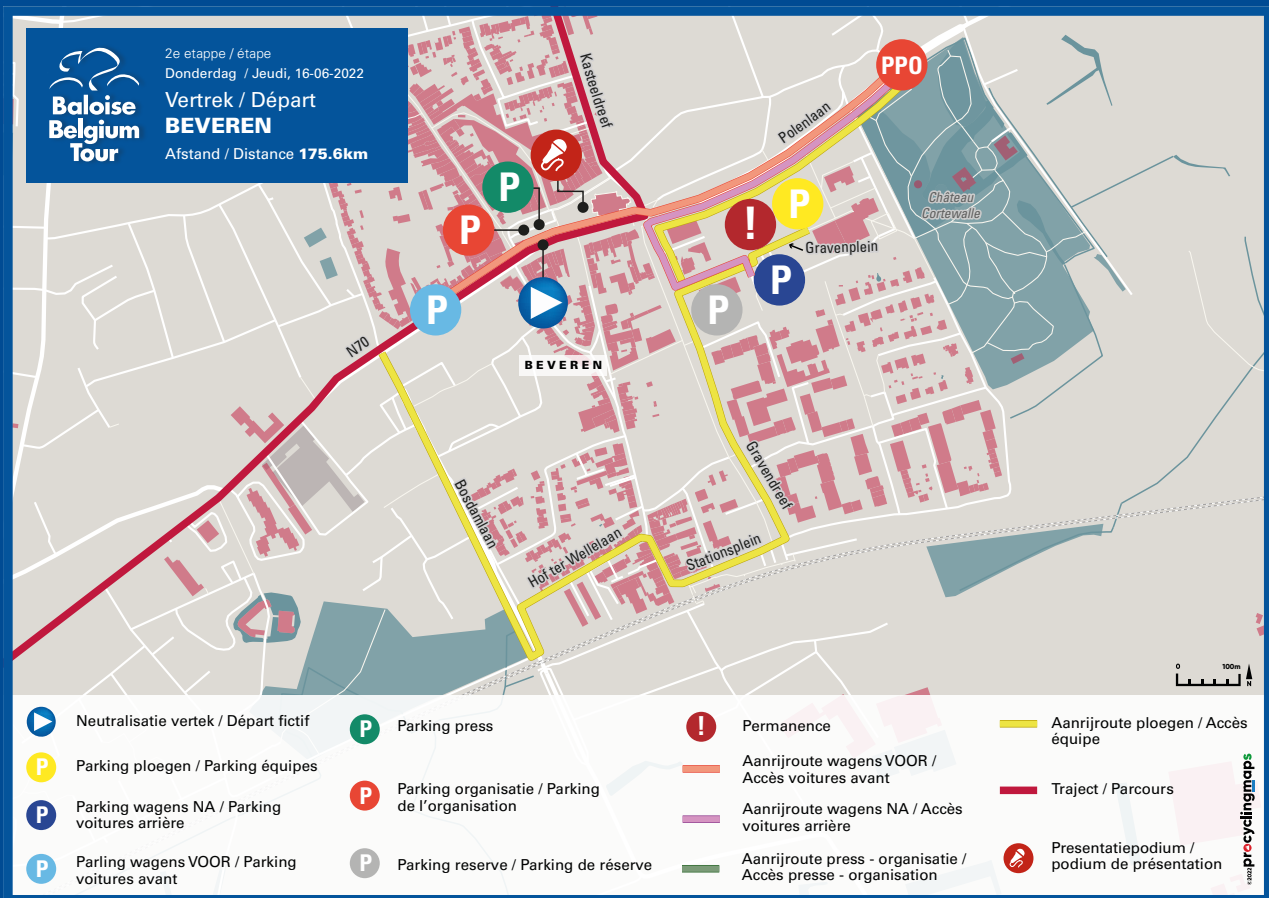 Baloise
Belgium
Tour
2e etappe / étape
Donderdag / Jeudi, 16-06-2022
Vertrek / Départ
BEVEREN
Afstand / Distance 175.6km
Kasteeldreef
PPO
Polenlaan
P
P
P
!
Château
Cortewalle
Gravenplein
P
P
P
N70
BEVEREN
Bosdamlaan
Gravendreef
Hof ter Wellelaan
Stationsplein
0 100m
N
Neutralisatie vertek / Départ fictif
P Parking ploegen / Parking équipes
P Parking wagens NA / Parking
voitures arrière
P Parling wagens VOOR / Parking
voitures avant
P Parking press
P Parking organisatie / Parking
de l'organisation
P Parking reserve / Parking de réserve
! Permanence
Aanrijroute wagens VOOR /
Accès voitures avant
Aanrijroute wagens NA / Accès
voitures arrière
Aanrijroute press - organisatie /
Accès presse - organisation
Aanrijroute ploegen / Accès
équipe
Traject / Parcours
Presentatiepodium /
podium de présentation
©2022 procyclingmaps